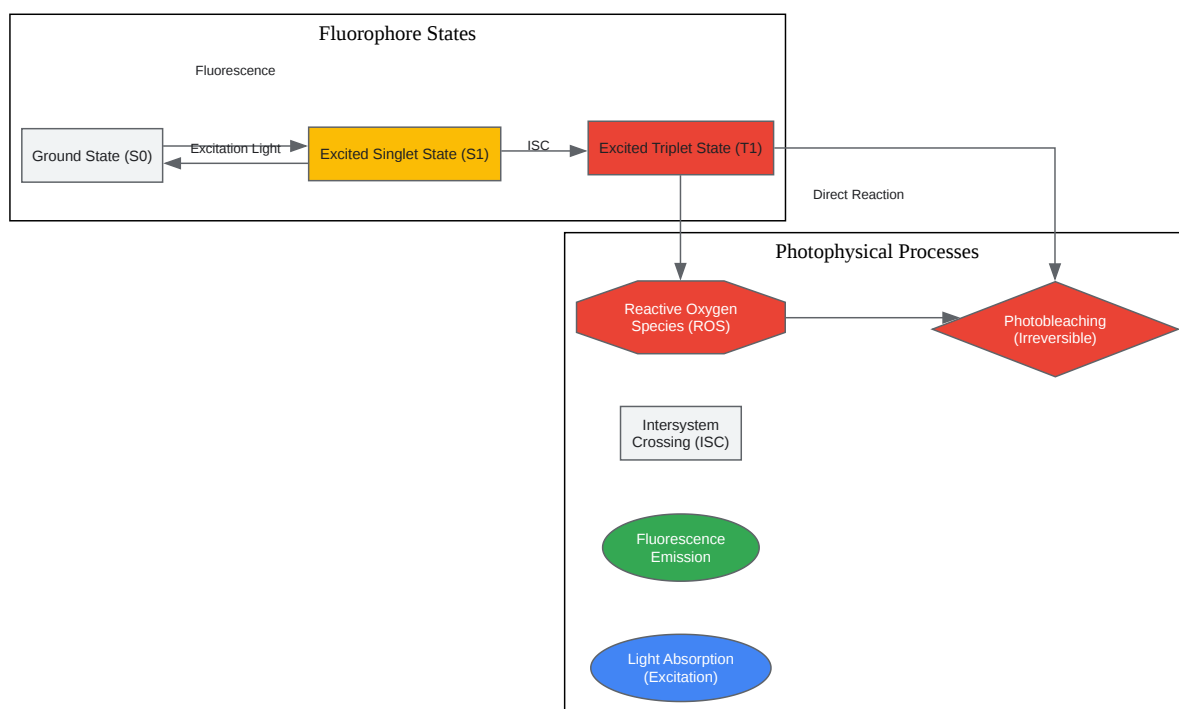 Fluorophore States
Fluorescence
Ground State (S0)
Excitation Light
Excited Singlet State (S1)
ISC
Excited Triplet State (T1)
Direct Reaction
Photophysical Processes
Reactive Oxygen
Species (ROS)
Photobleaching
(Irreversible)
Intersystem
Crossing (ISC)
Fluorescence
Emission
Light Absorption
(Excitation)